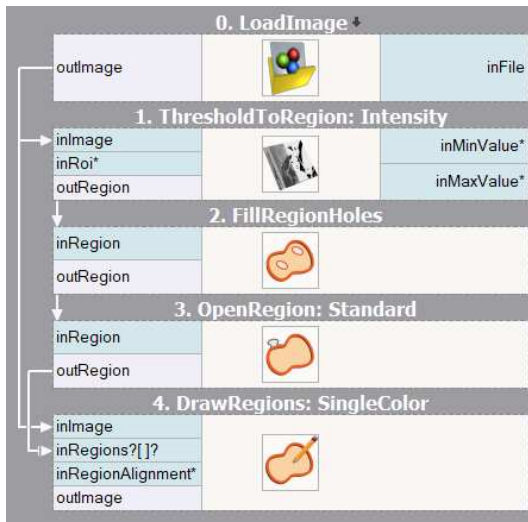 0. LoadImage
outImage
inFile
1. ThresholdToRegion: Intensity
inImage
inMinValue*
inRoi*
inMaxValue*
outRegion
2. FillRegionHoles
inRegion
outRegion
3. OpenRegion: Standard
inRegion
outRegion
4. DrawRegions: SingleColor
inImage
inRegions?[]?
inRegionAlignment*
outImage